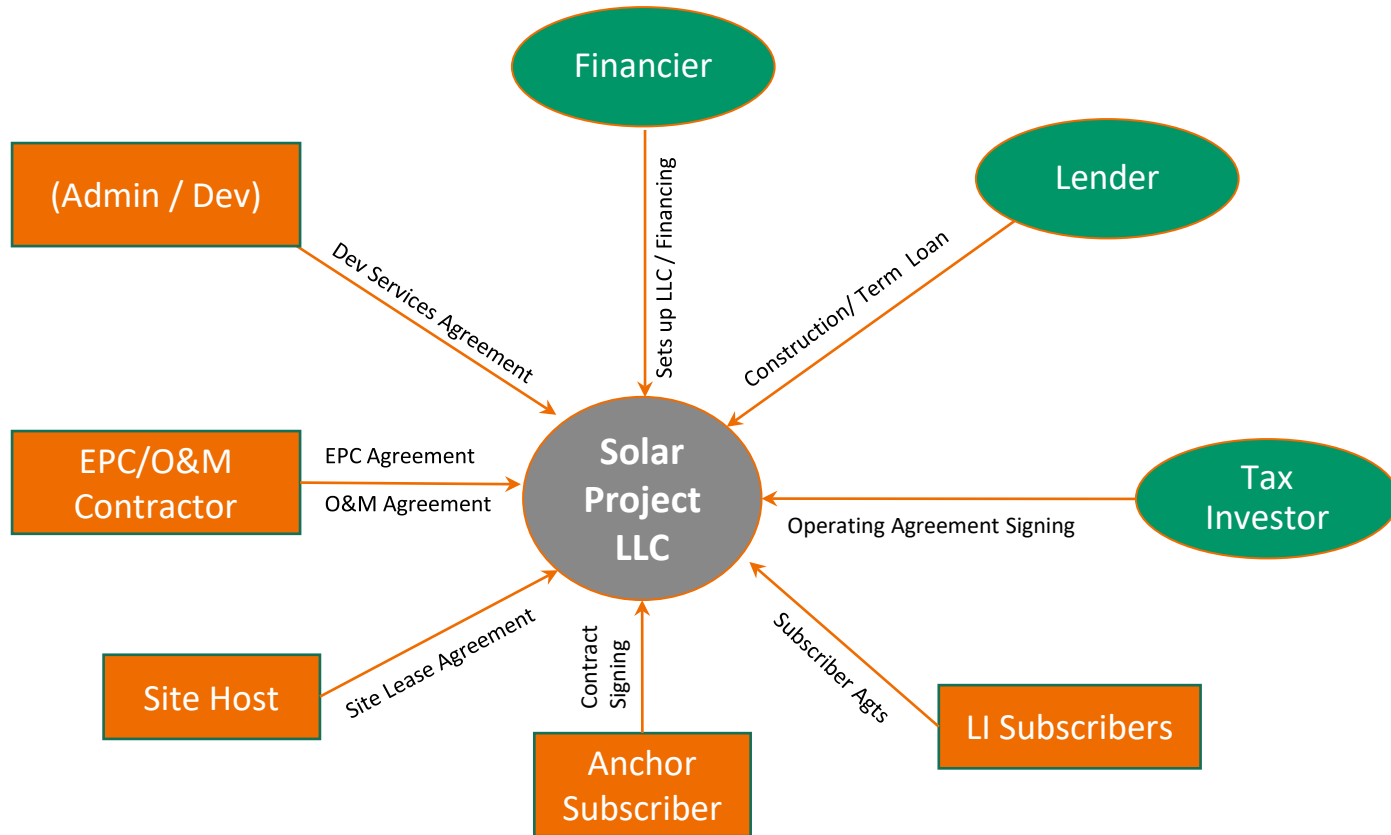 Financier
Lender
(Admin / Dev)
Dev Services Agreement
Sets up LLC / Financing
Construction/ Term Loan
EPC/O&M
Contractor
EPC Agreement
O&M Agreement
Solar
Project
LLC
Tax
Investor
Operating Agreement Signing
Site Host
Site Lease Agreement
Contract
Signing
Anchor
Subscriber
Subscriber Agts
LI Subscribers